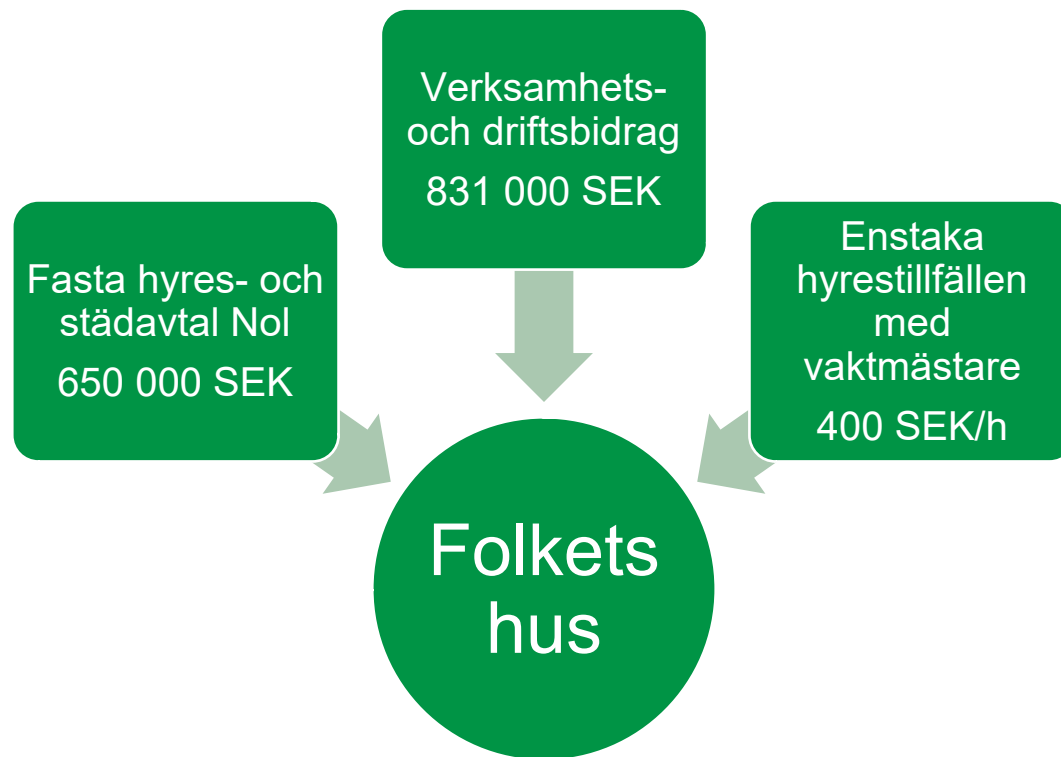 Verksamhets-
och driftsbidrag
831 000 SEK
Fasta hyres- och
städavtal Nol
650 000 SEK
Enstaka
hyrestillfällen
med
vaktmästare
400 SEK/h
Folkets
hus